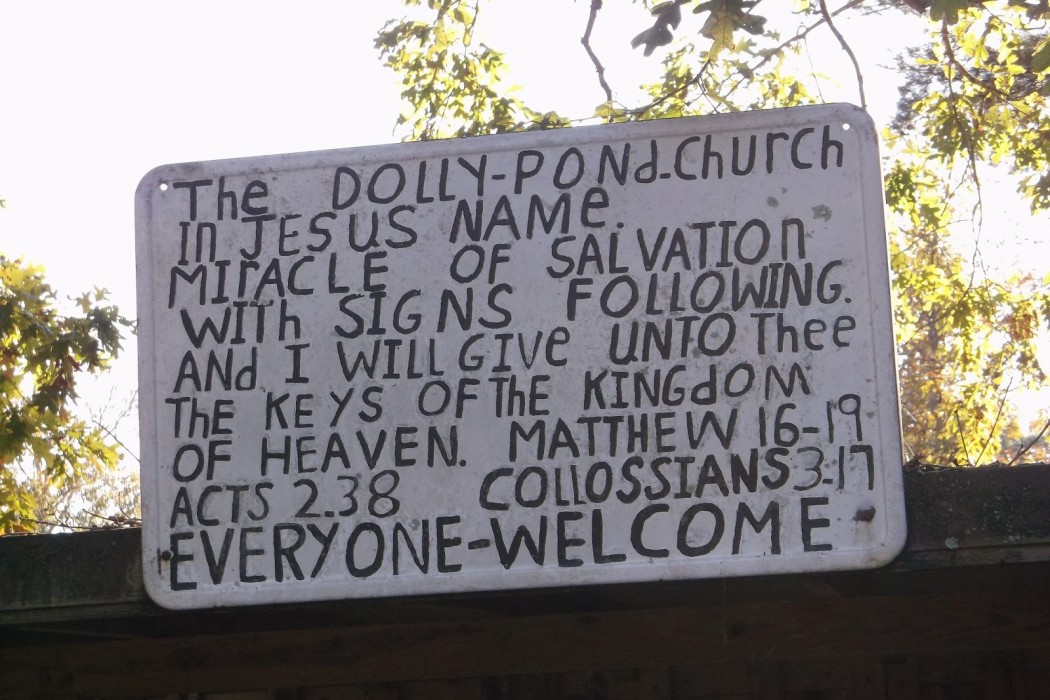 The DOLLY-POND-ChUrCh
In JESUS NAMe.
MIrACLE OF SALVATIOn
WITh SIGNS FOLLOWING.
ANd I WILL GIVe UNTO Thee
ThE KEYS OF ThE KINGdOM
OF HEAVEN. MATTHEW 16-19
ACTS 2.38 COLLOSSIANS 3-17
EVERYONE-WELCOME